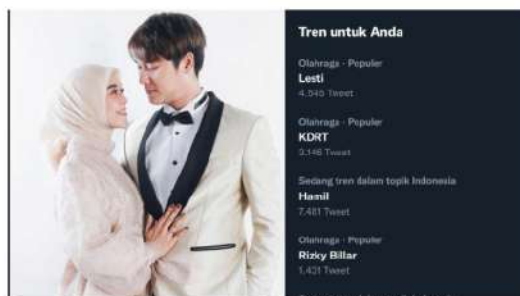 Tren untuk Anda
Olahraga · Populer
Lesti
4.545 Tweet
Olahraga · Populer
KDRT
3.146 Tweet
Sedang tren dalam topik Indonesia
Hamil
7.481 Tweet
Olahraga · Populer
Rizky Billar
1.421 Tweet